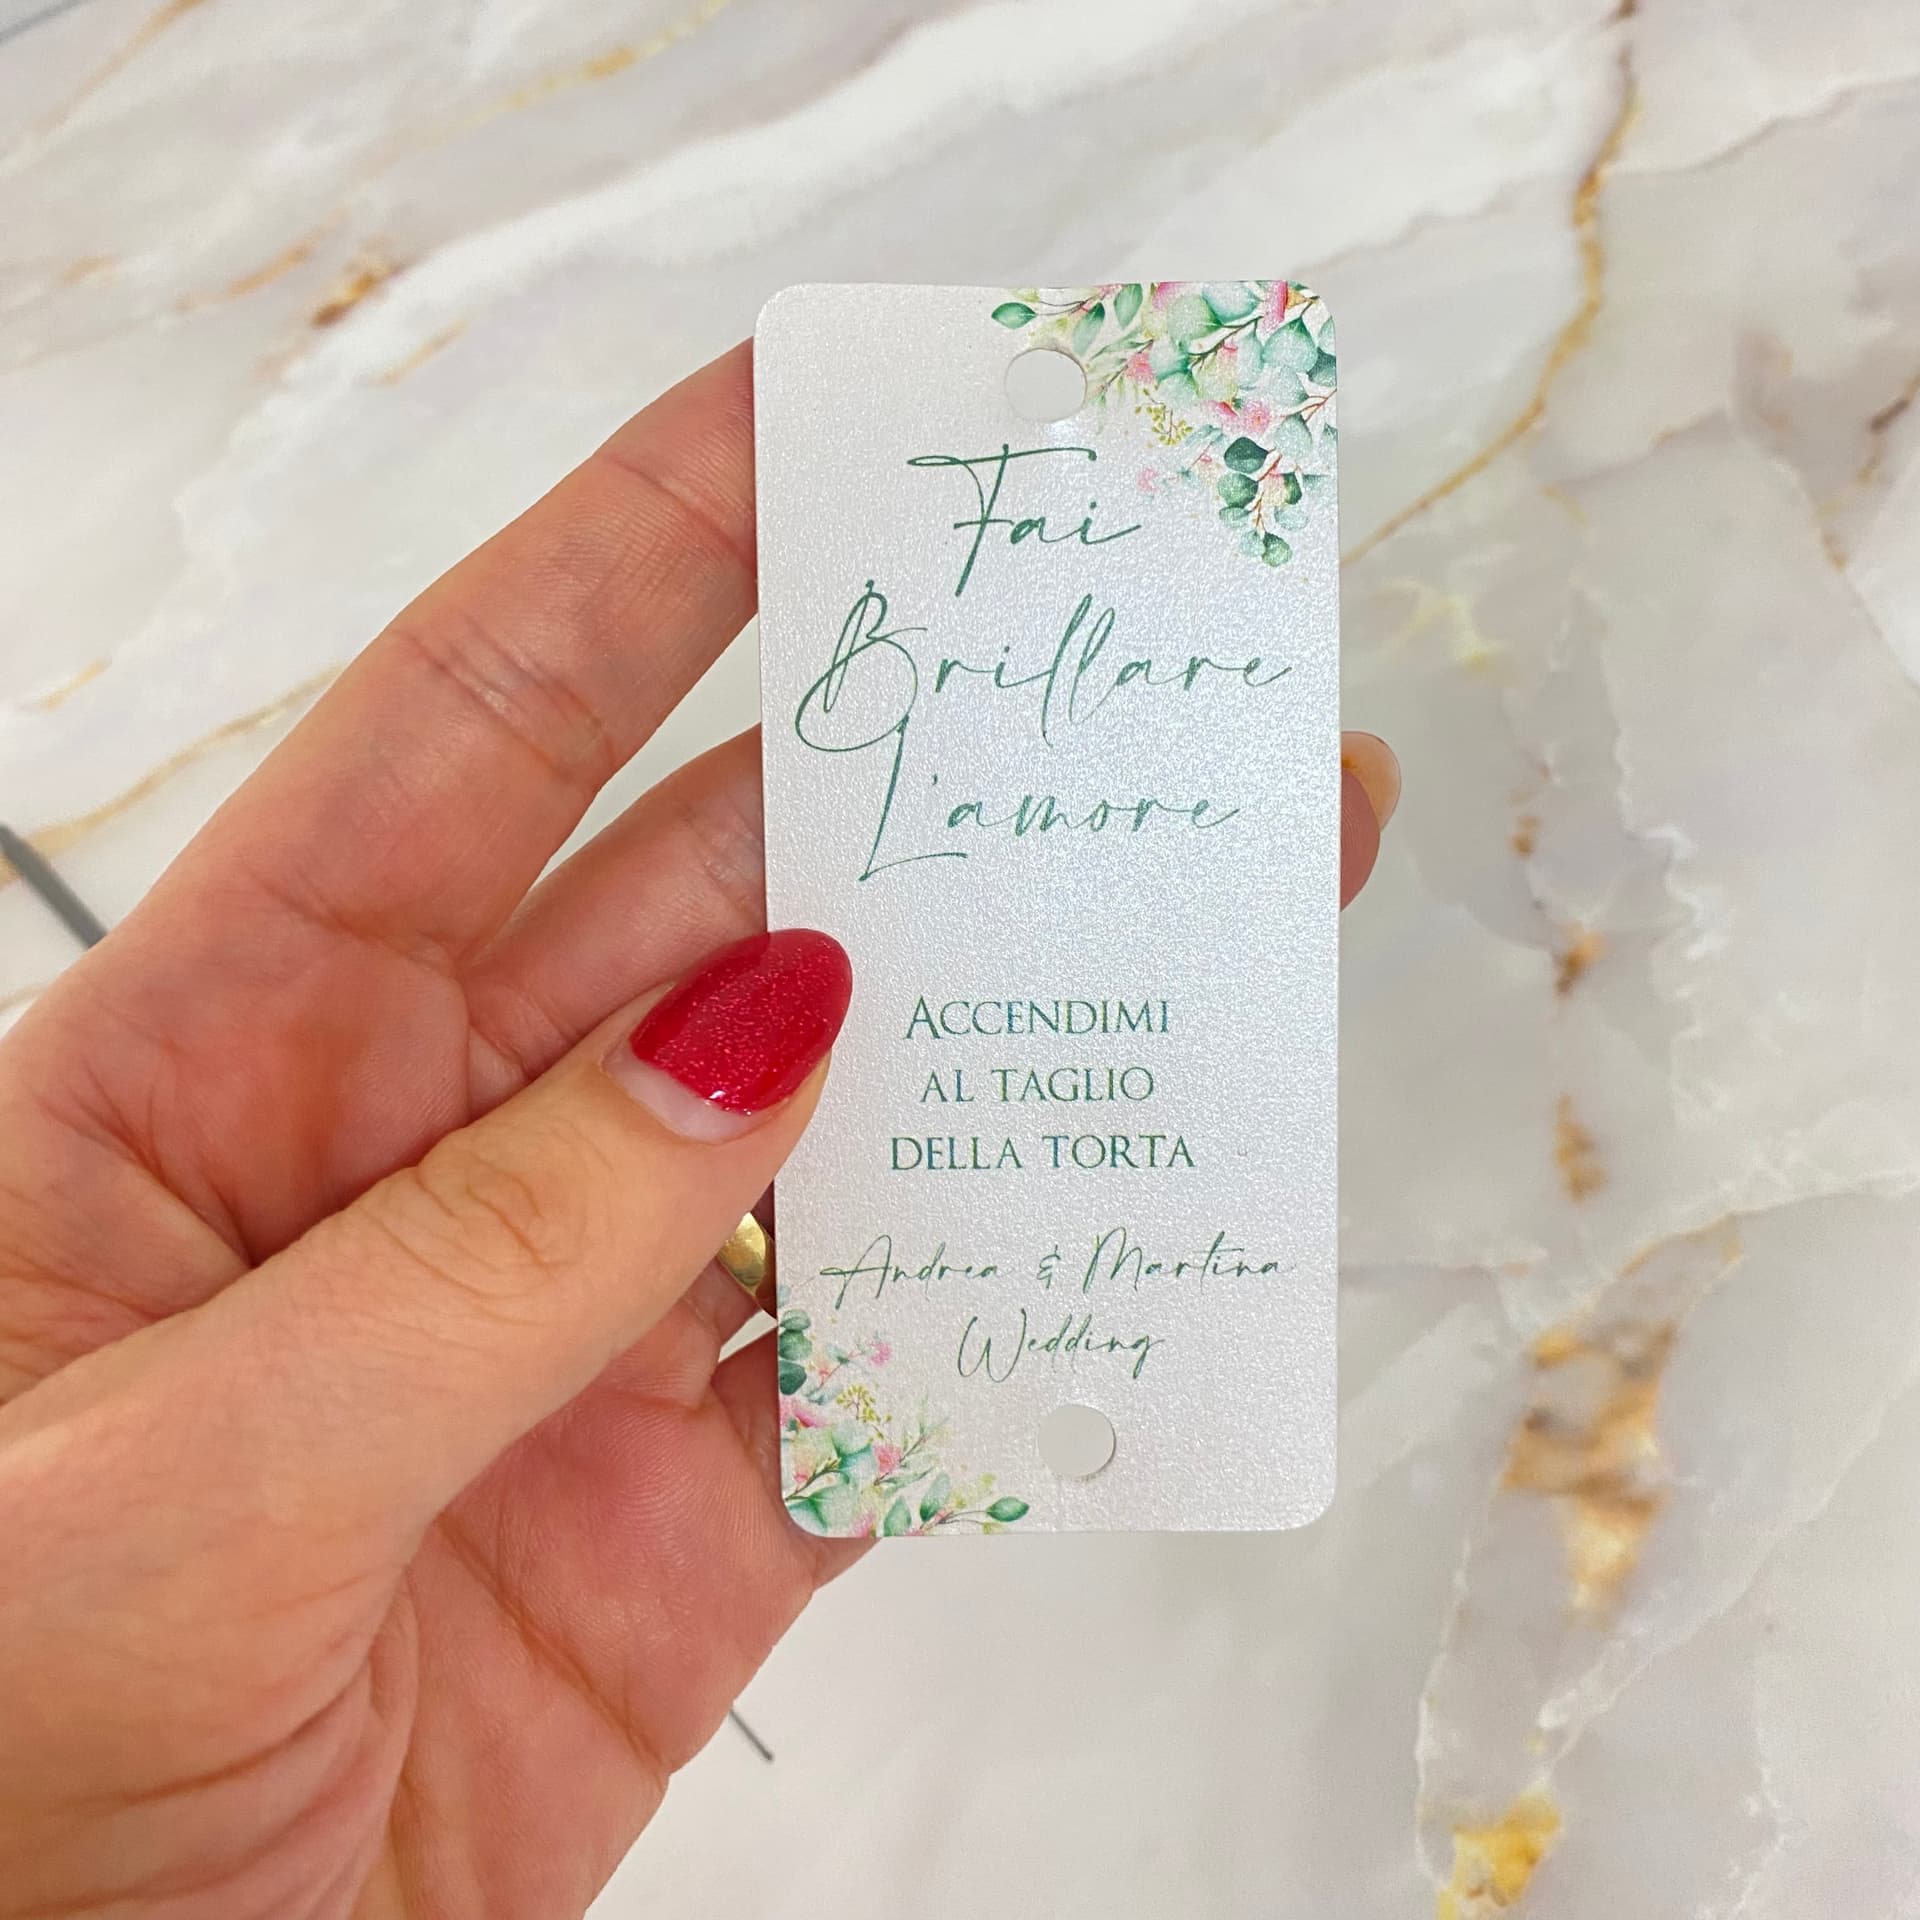 Fai
Brillare
L'amore
ACCENDIMI
AL TAGLIO
DELLA TORTA
Andrea & Martina
Wedding